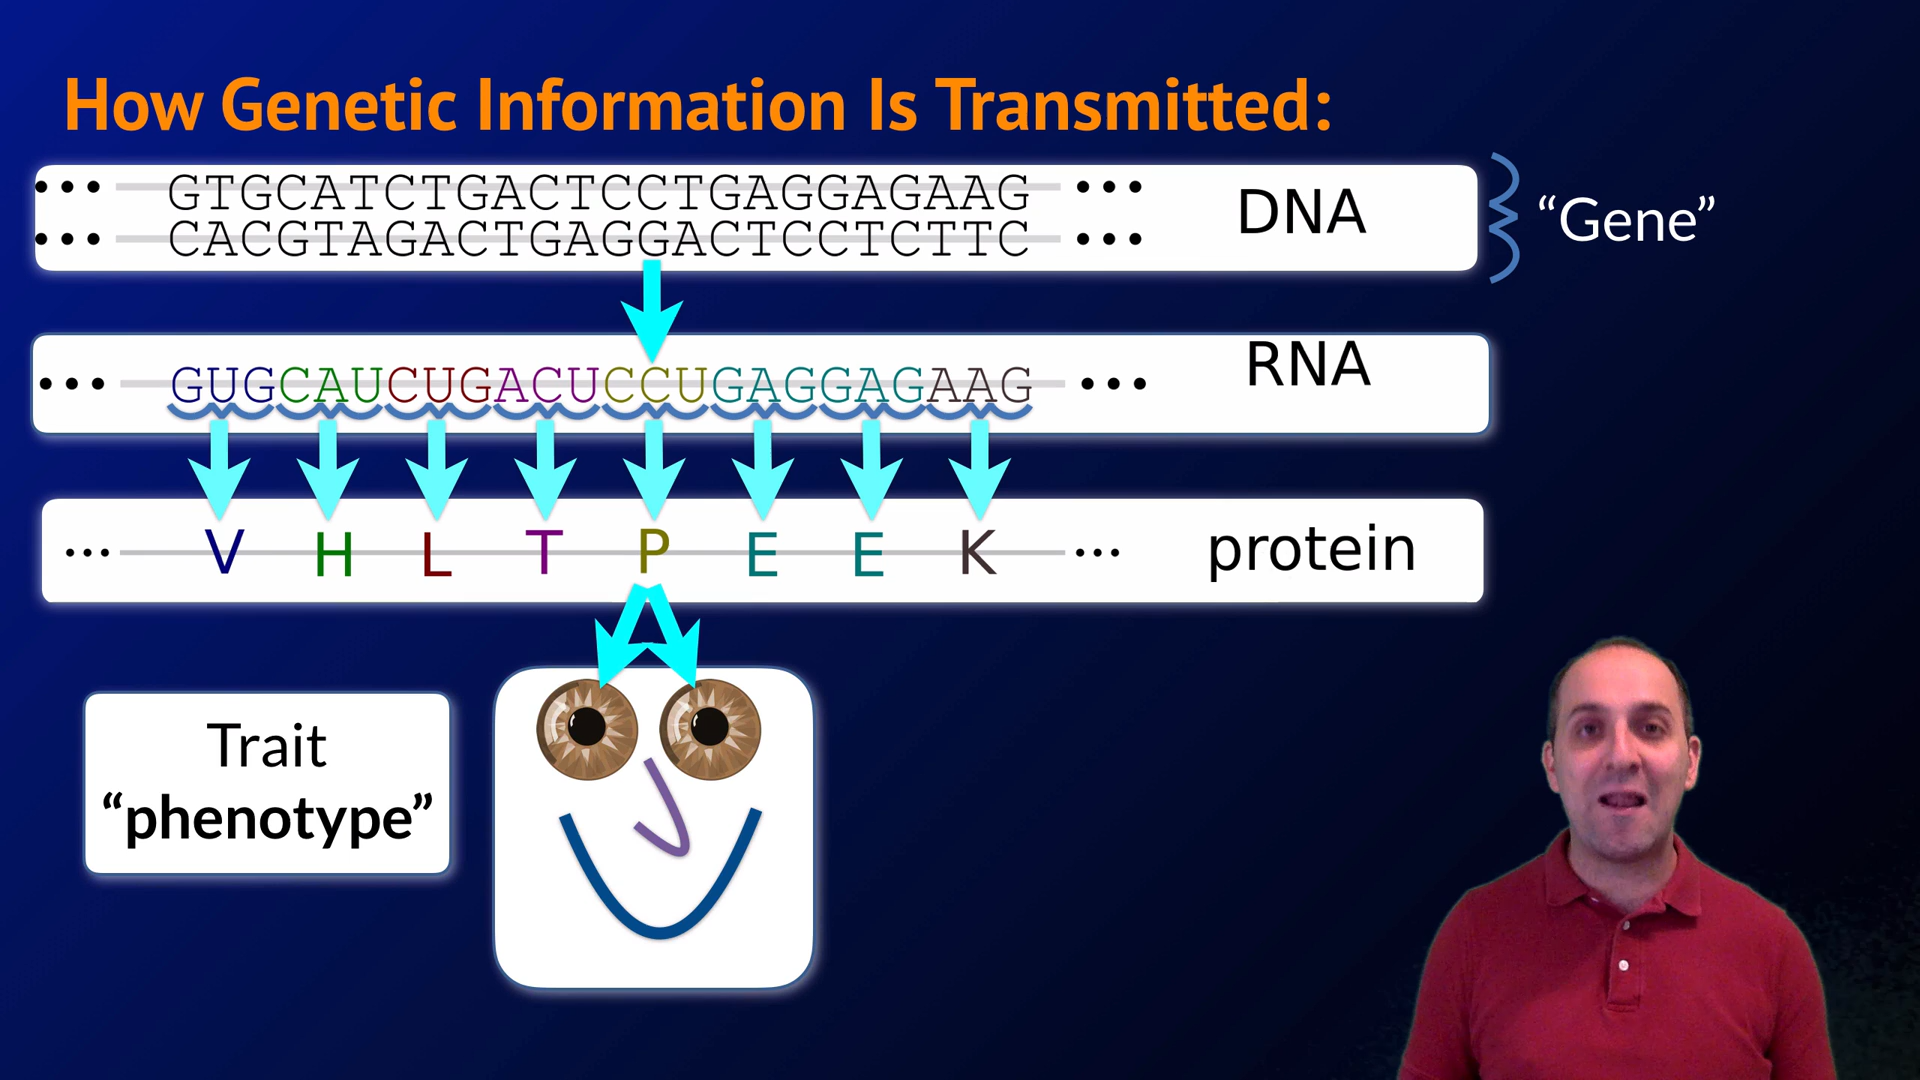 How Genetic Information Is Transmitted:
••• GTGCATCTGACTCCTGAGGAGAAG •••
••• CACGTAGACTGAGGACTCCTCTTC •••
DNA
“Gene”
••• GUGCAUCUGACUCCUGAGGAGAAG •••
RNA
... V H L T P E E K ...
protein
Trait
“phenotype”